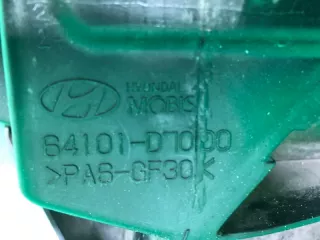 HYUNDAI
MOBIS
64101-D7000
>PA6-GF30<